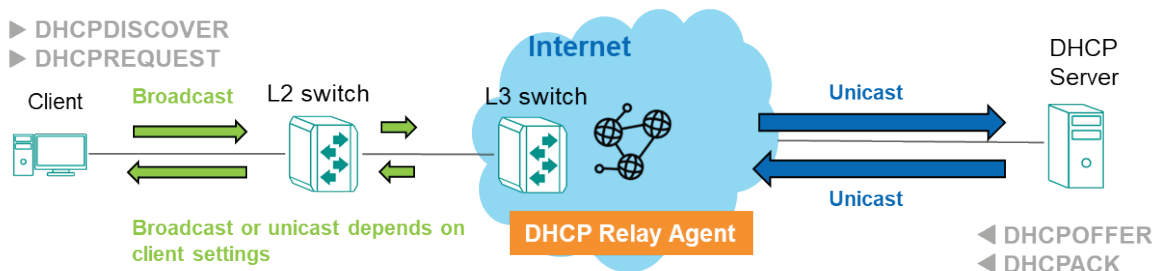 ▶ DHCPDISCOVER
▶ DHCPREQUEST
Internet
DHCP
Server
Client
Broadcast
L2 switch
L3 switch
Unicast
Unicast
Broadcast or unicast depends on
client settings
DHCP Relay Agent
◀ DHCPOFFER
◀ DHCPACK